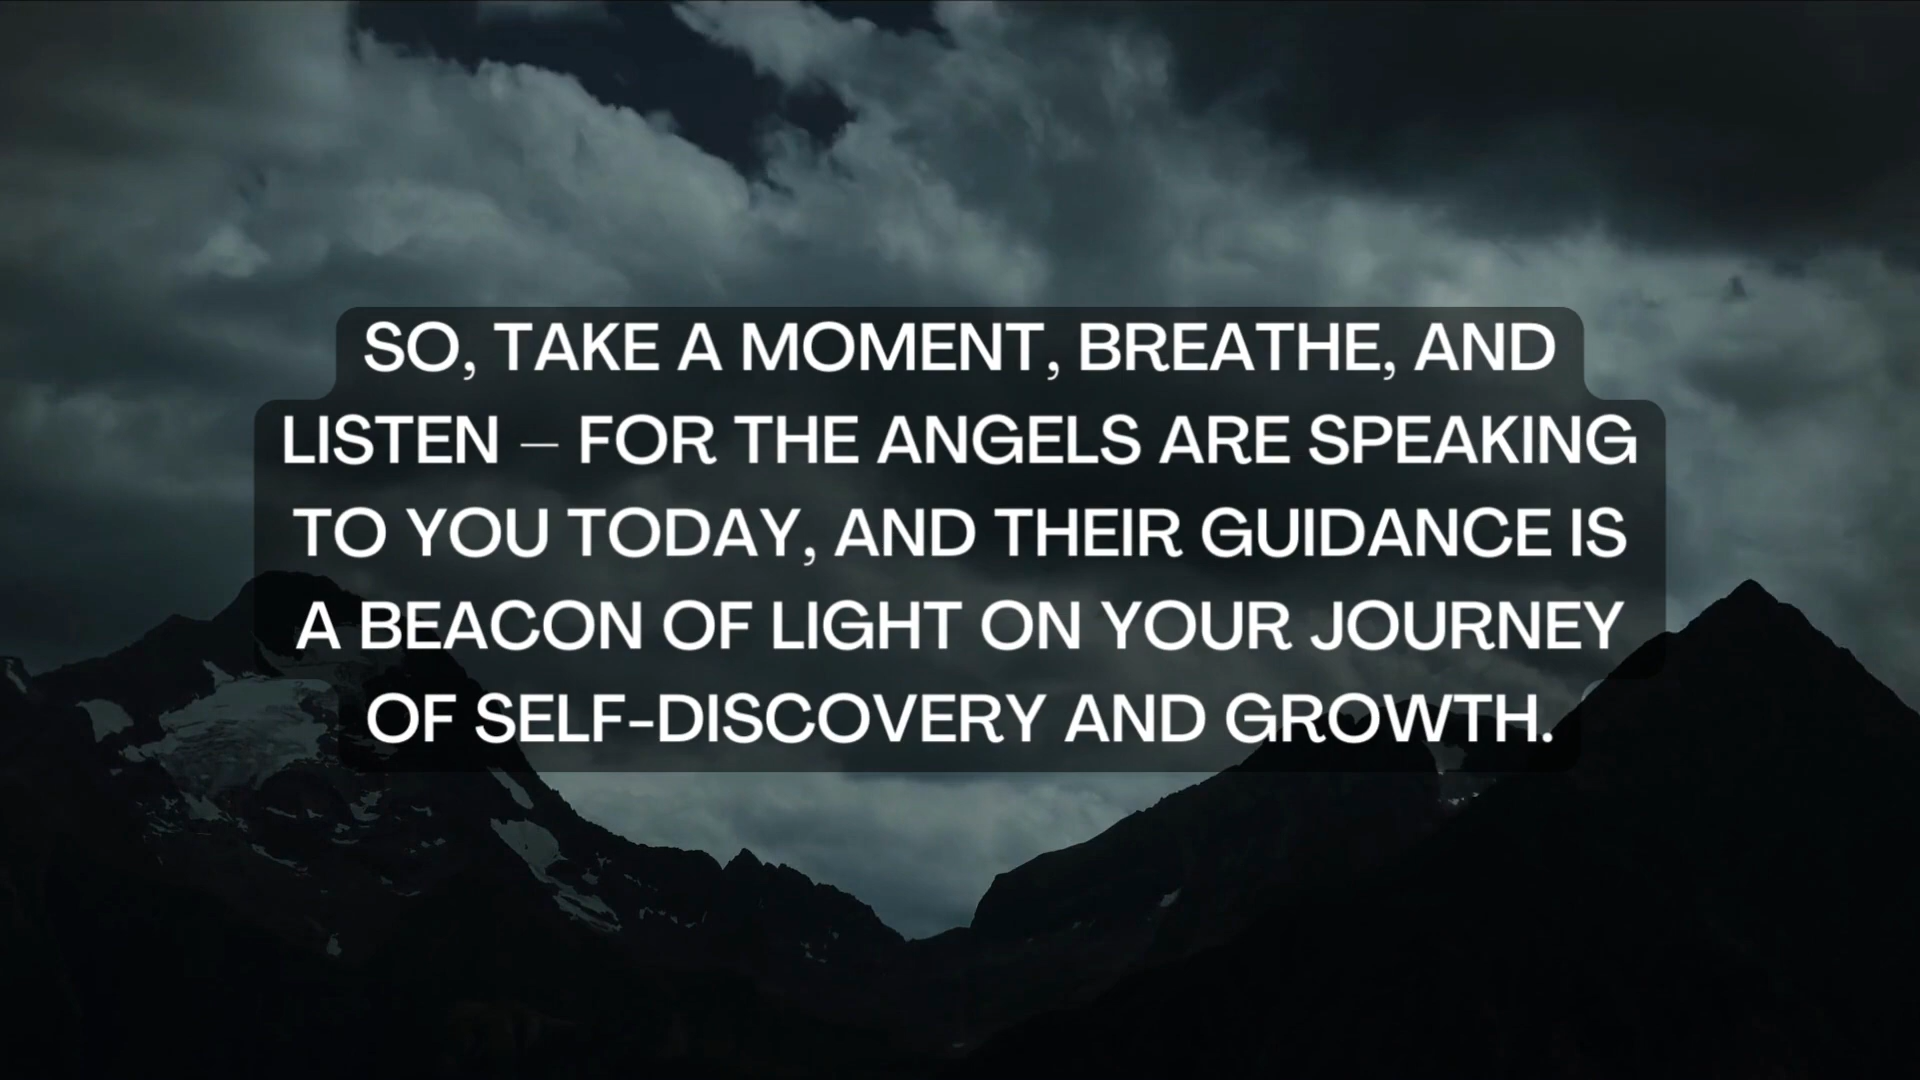 SO, TAKE A MOMENT, BREATHE, AND
LISTEN – FOR THE ANGELS ARE SPEAKING
TO YOU TODAY, AND THEIR GUIDANCE IS
A BEACON OF LIGHT ON YOUR JOURNEY
OF SELF-DISCOVERY AND GROWTH.